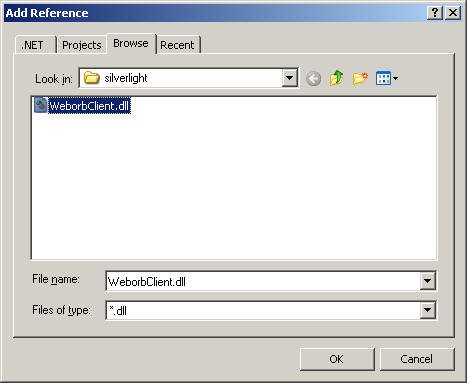 Add Reference
.NET Projects Browse Recent
Look in: silverlight
WeborbClient.dll
File name: WeborbClient.dll
Files of type: *.dll
OK Cancel